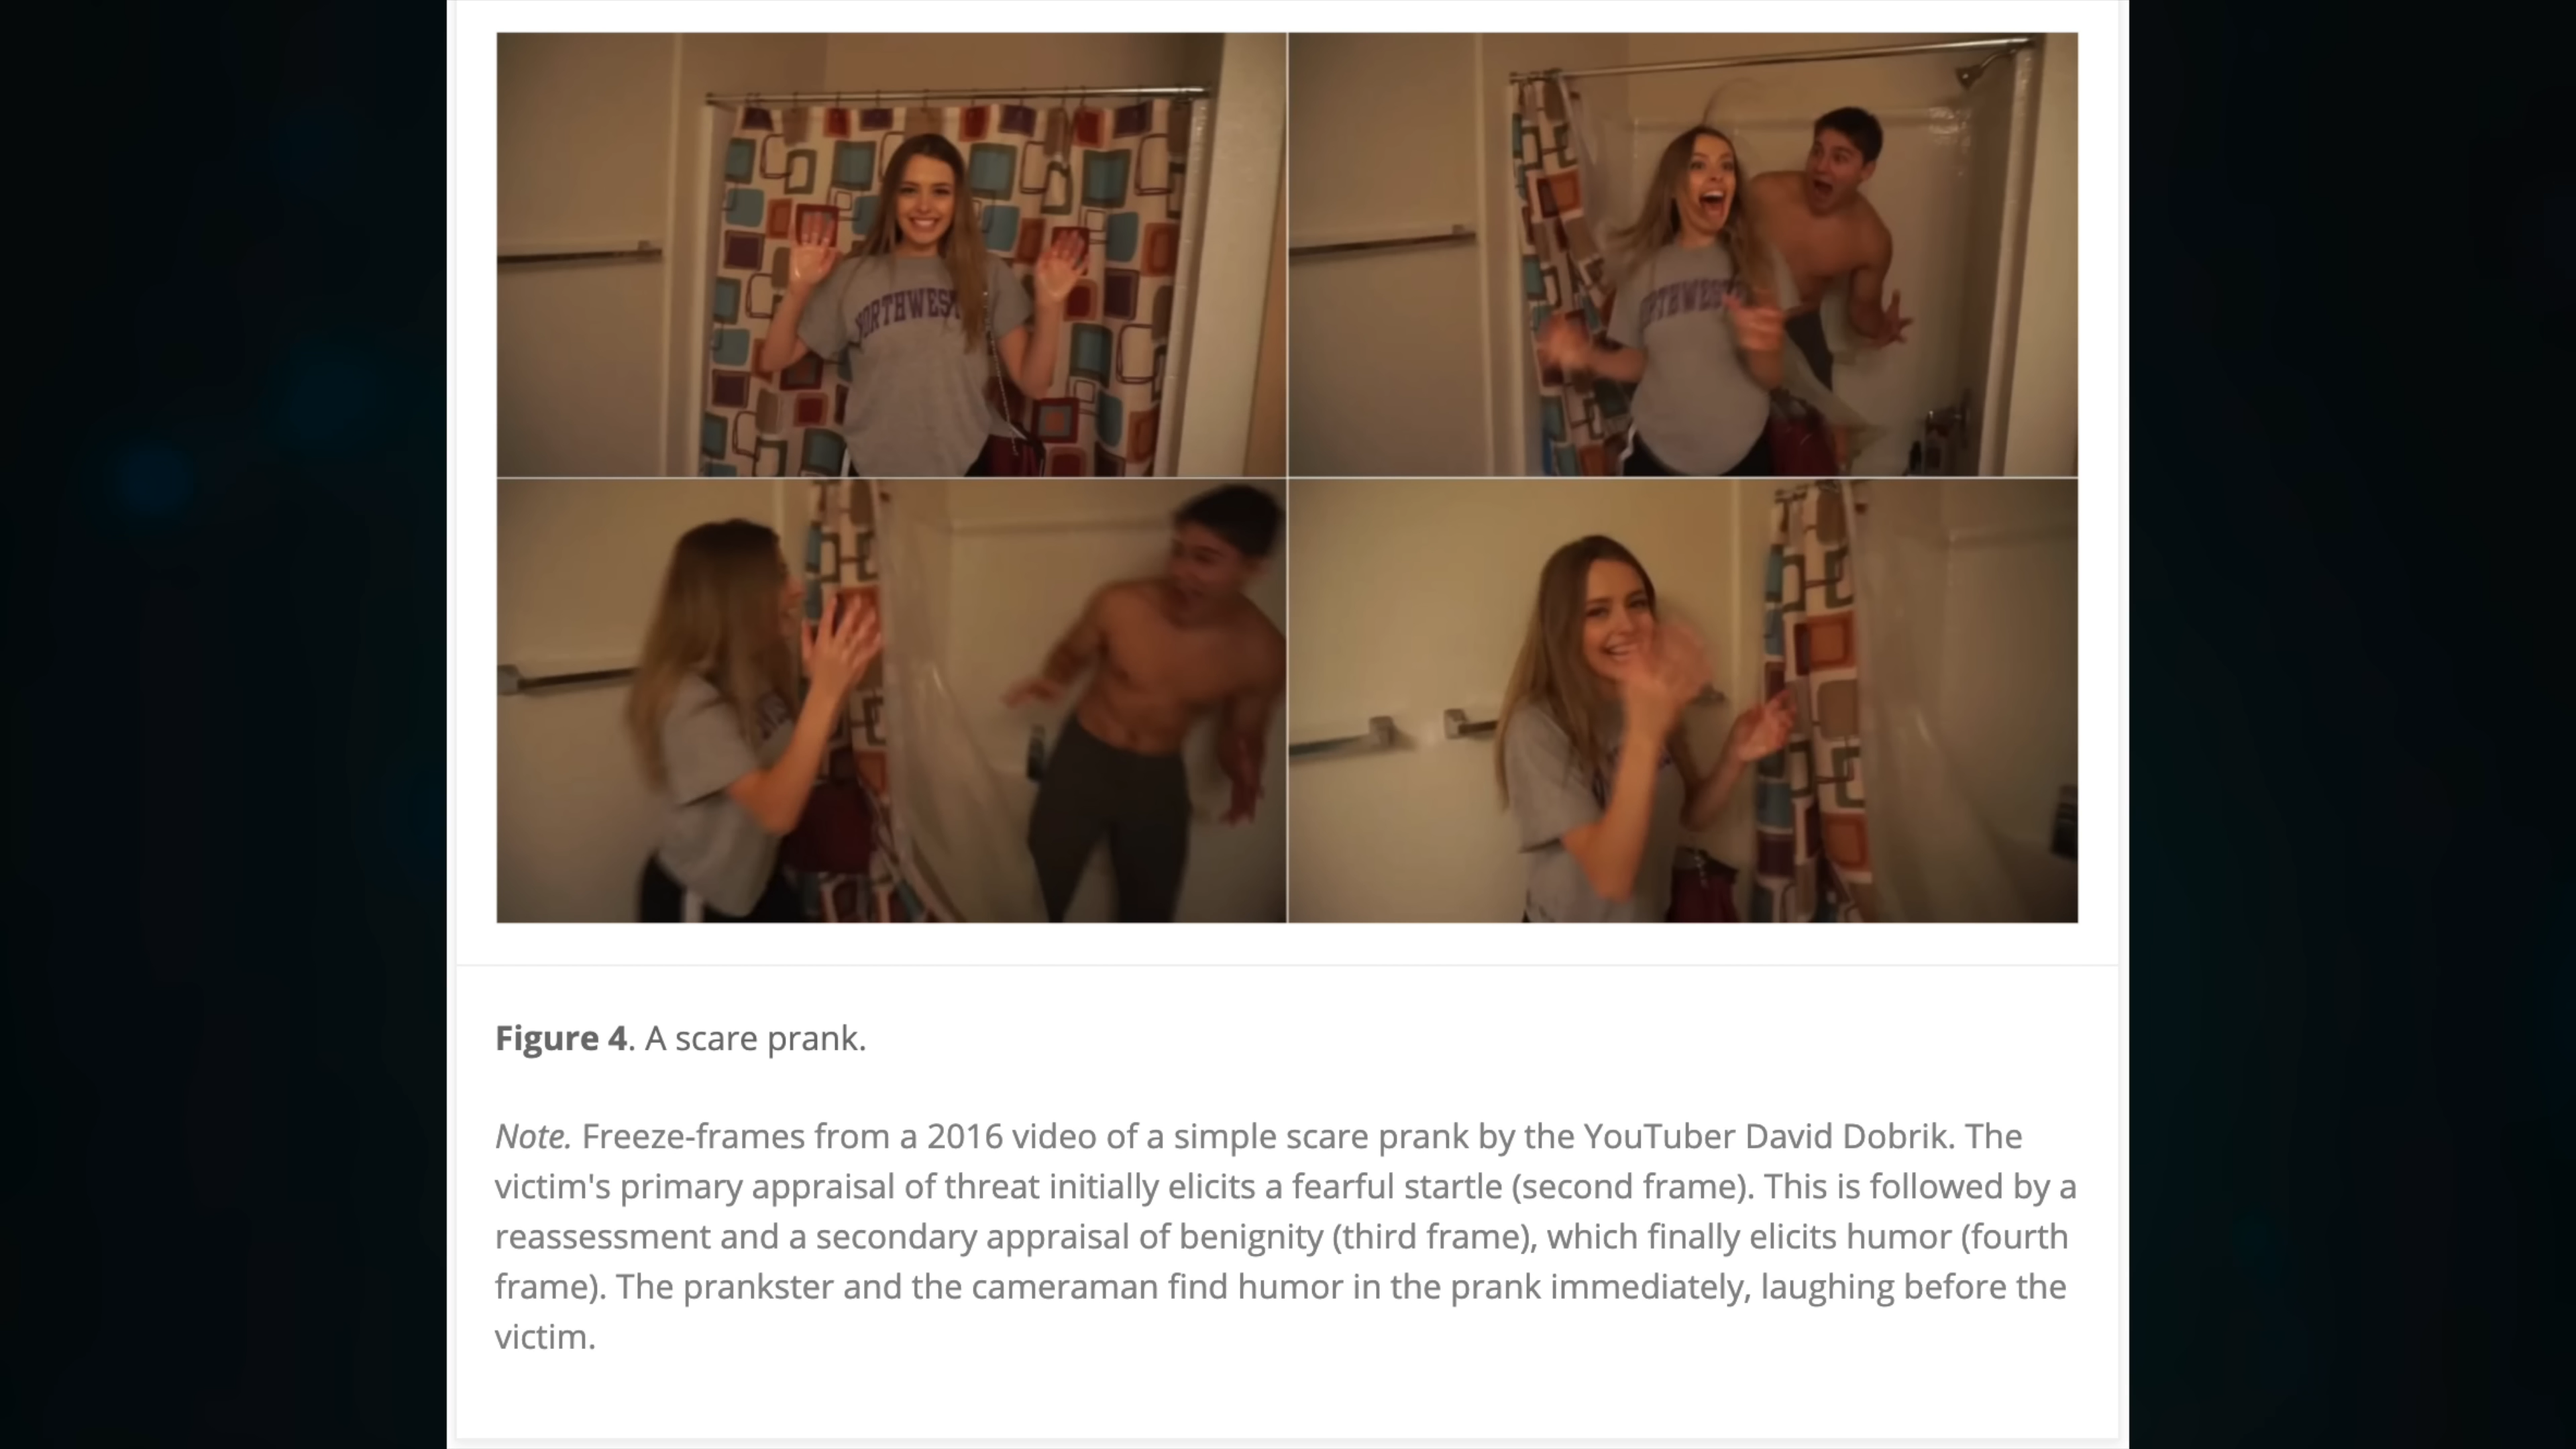 NORTHWEST
RTHWEST
Figure 4. A scare prank.
Note. Freeze-frames from a 2016 video of a simple scare prank by the YouTuber David Dobrik. The
victim's primary appraisal of threat initially elicits a fearful startle (second frame). This is followed by a
reassessment and a secondary appraisal of benignity (third frame), which finally elicits humor (fourth
frame). The prankster and the cameraman find humor in the prank immediately, laughing before the
victim.